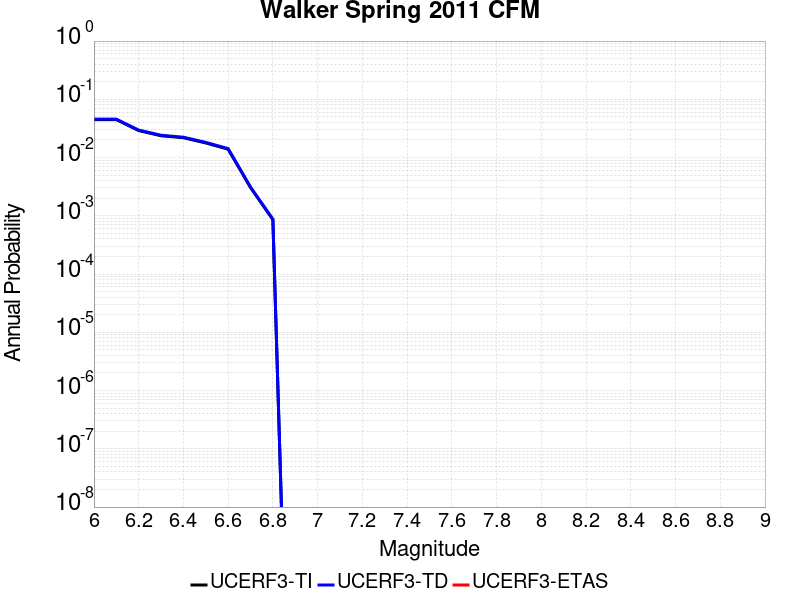 Walker Spring 2011 CFM
10^0
10^-1
10^-2
10^-3
10^-4
10^-5
10^-6
10^-7
10^-8
Annual Probability
6 6.2 6.4 6.6 6.8 7 7.2 7.4 7.6 7.8 8 8.2 8.4 8.6 8.8 9
Magnitude
UCERF3-TI UCERF3-TD UCERF3-ETAS